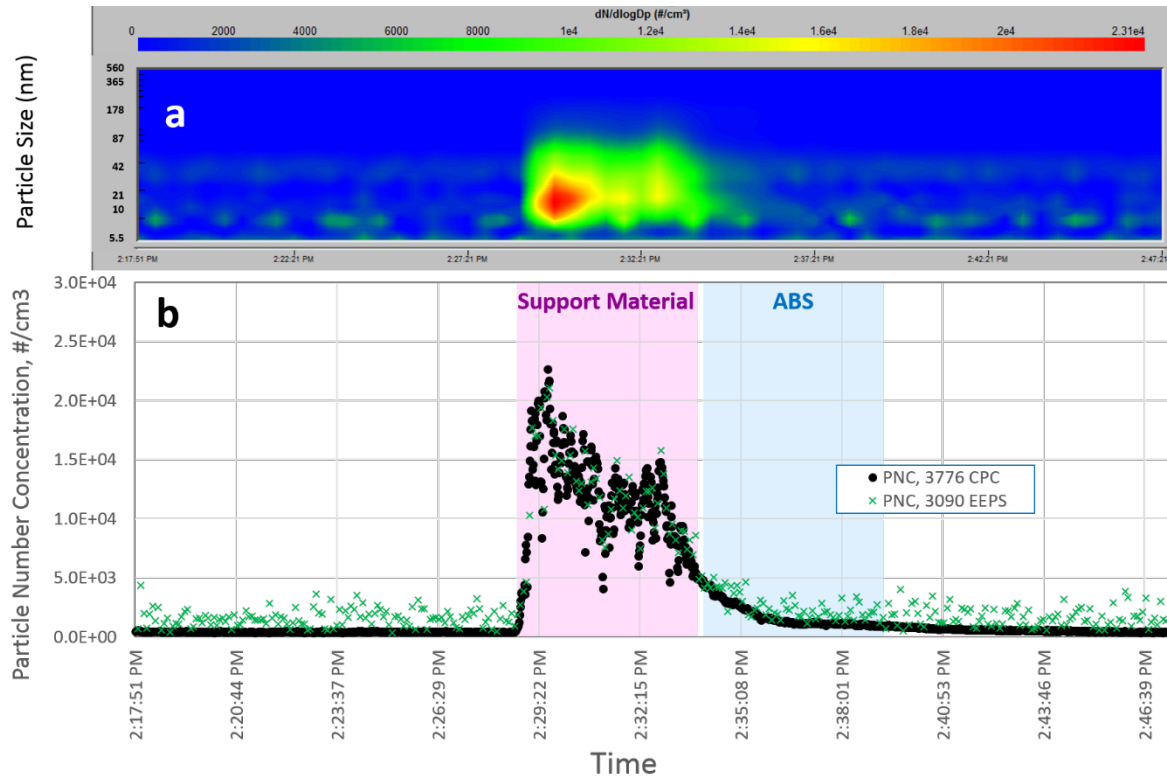 dN/dlogDp (#/cm³)
0 2000 4000 6000 8000 1e4 1.2e4 1.4e4 1.6e4 1.8e4 2e4 2.31e4
Particle Size (nm)
560
365
178
87
42
21
10
5.5
a
2:17:51 PM 2:22:21 PM 2:27:21 PM 2:32:21 PM 2:37:21 PM 2:42:21 PM 2:47:21
Particle Number Concentration, #/cm3
3.0E+04
2.5E+04
2.0E+04
1.5E+04
1.0E+04
5.0E+03
0.0E+00
b
Support Material
ABS
PNC, 3776 CPC
PNC, 3090 EEPS
2:17:51 PM
2:20:44 PM
2:23:37 PM
2:26:29 PM
2:29:22 PM
2:32:15 PM
2:35:08 PM
2:38:01 PM
2:40:53 PM
2:43:46 PM
2:46:39 PM
Time